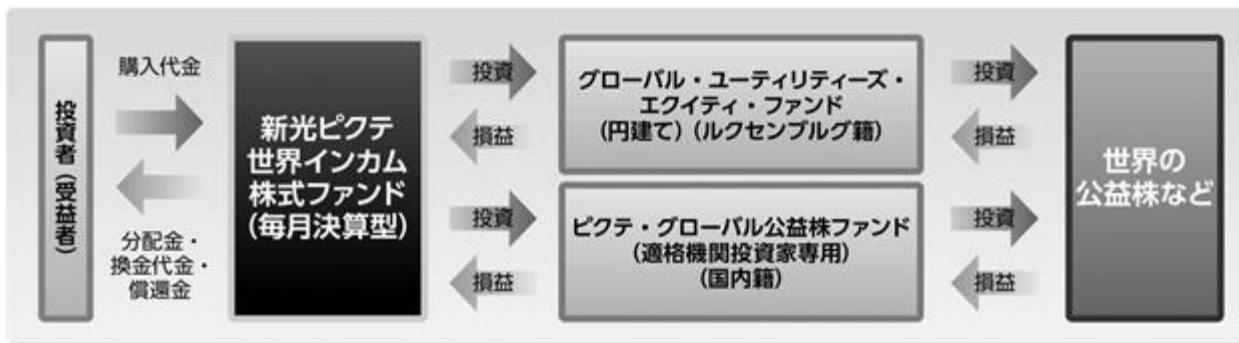 投資者（受益者）
購入代金
分配金・
換金代金・
償還金
新光ピクテ
世界インカム
株式ファンド
（毎月決算型）
投資
損益
投資
損益
グローバル・ユーティリティーズ・
エクイティ・ファンド
（円建て）（ルクセンブルグ籍）
ピクテ・グローバル公益株ファンド
（適格機関投資家専用）
（国内籍）
投資
損益
投資
損益
世界の
公益株など